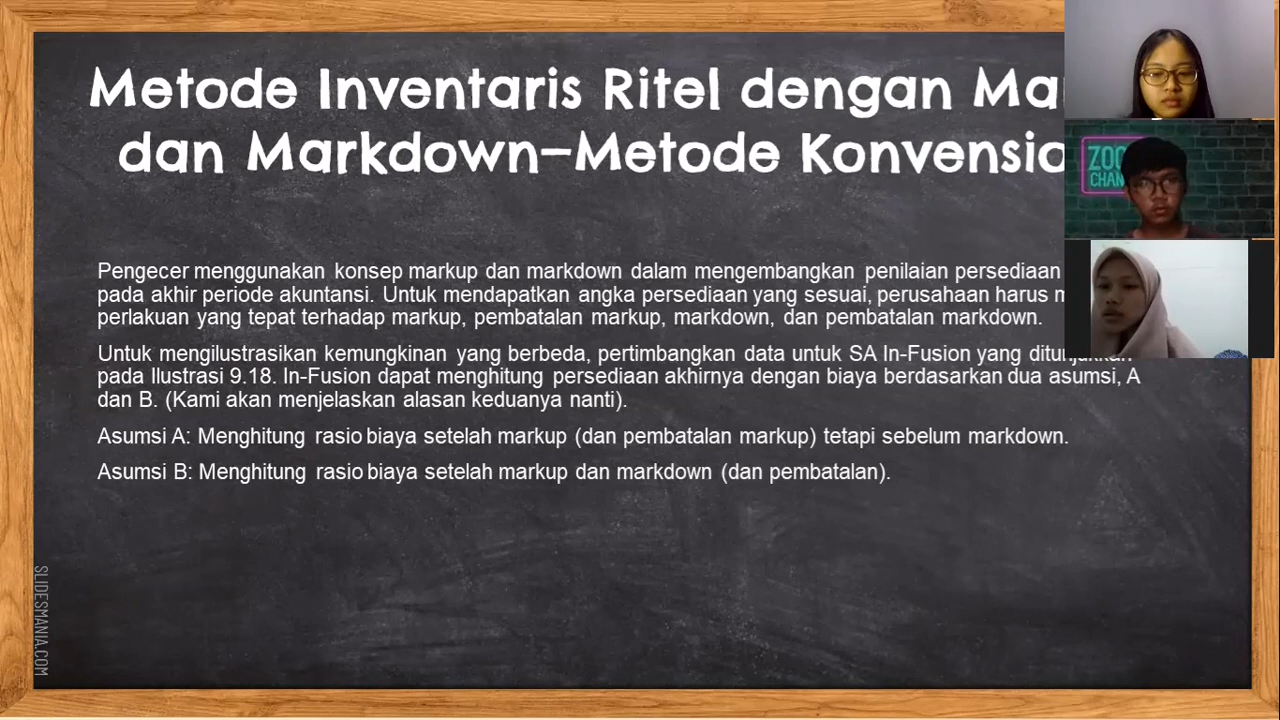 Metode Inventaris Ritel dengan
dan Markdown–Metode
Pengecer menggunakan konsep markup dan markdown dalam mengembangkan penilaian persediaan
pada akhir periode akuntansi. Untuk mendapatkan angka persediaan yang sesuai, perusahaan harus
perlakuan yang tepat terhadap markup, pembatalan markup, markdown, dan pembatalan markdown.
Untuk mengilustrasikan kemungkinan yang berbeda, pertimbangkan data untuk SA In-Fusion yang ditunjukkan
pada Ilustrasi 9.18. In-Fusion dapat menghitung persediaan akhirnya dengan biaya berdasarkan dua asumsi, A
dan B. (Kami akan menjelaskan alasan keduanya nanti).
Asumsi A: Menghitung rasio biaya setelah markup (dan pembatalan markup) tetapi sebelum markdown.
Asumsi B: Menghitung rasio biaya setelah markup dan markdown (dan pembatalan).
SLIDESMANIA.COM